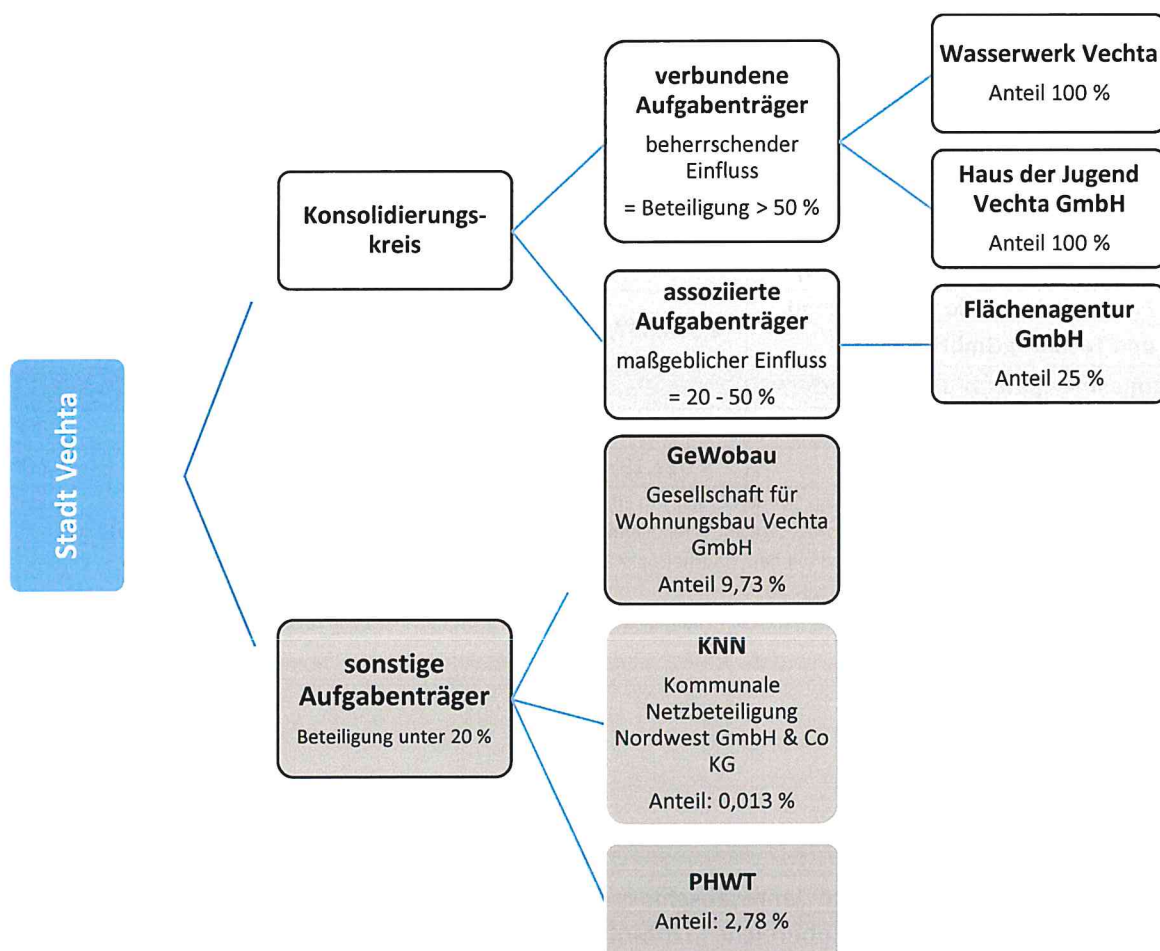 Stadt Vechta
Konsolidierungs-
kreis
verbundene
Aufgabenträger
beherrschender
Einfluss
= Beteiligung > 50 %
Wasserwerk Vechta
Anteil 100 %
Haus der Jugend
Vechta GmbH
Anteil 100 %
assoziierte
Aufgabenträger
maßgeblicher Einfluss
= 20 - 50 %
Flächenagentur
GmbH
Anteil 25 %
sonstige
Aufgabenträger
Beteiligung unter 20 %
GeWobau
Gesellschaft für
Wohnungsbau Vechta
GmbH
Anteil 9,73 %
KNN
Kommunale
Netzbeteiligung
Nordwest GmbH & Co
KG
Anteil: 0,013 %
PHWT
Anteil: 2,78 %